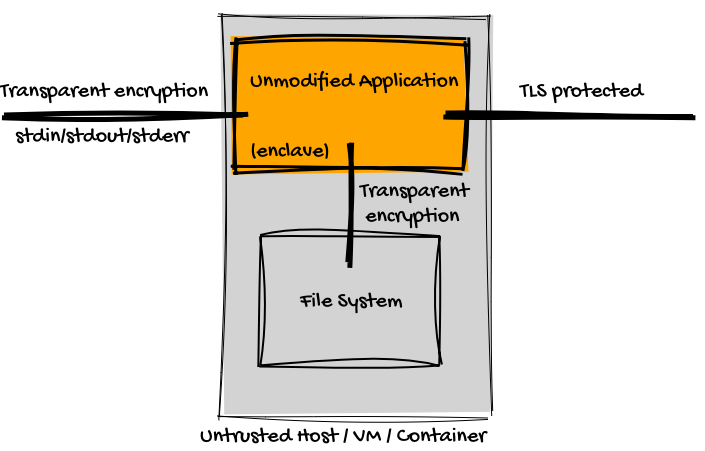 Unmodified Application
Transparent encryption
TLS protected
stdin/stdout/stderr
(enclave)
Transparent
encryption
File System
Untrusted Host / VM / Container